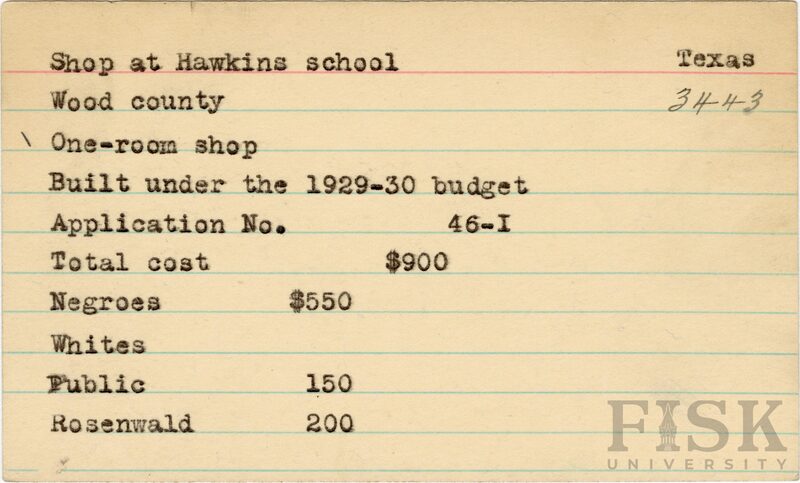 Shop at Hawkins school Texas
Wood county 3443
One-room shop
Built under the 1929-30 budget
Application No. 46-I
Total cost $900
Negroes $550
Whites
Public 150
Rosenwald 200
FISK
UNIVERSITY